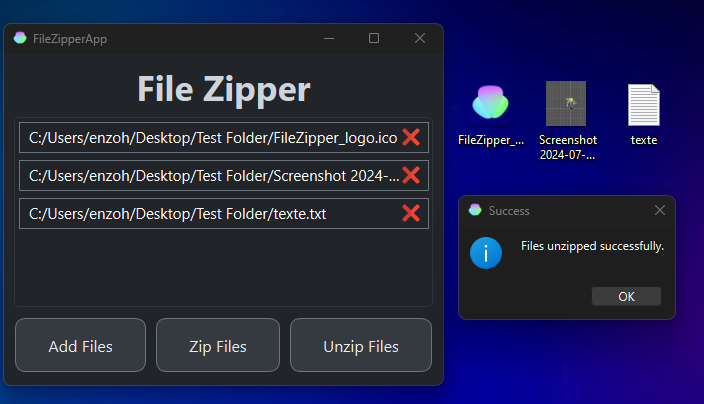 FileZipperApp
File Zipper
C:/Users/enzoh/Desktop/Test Folder/FileZipper_logo.ico
C:/Users/enzoh/Desktop/Test Folder/Screenshot 2024-...
C:/Users/enzoh/Desktop/Test Folder/texte.txt
Add Files
Zip Files
Unzip Files
FileZipper_...
Screenshot
2024-07-...
texte
Success
Files unzipped successfully.
OK